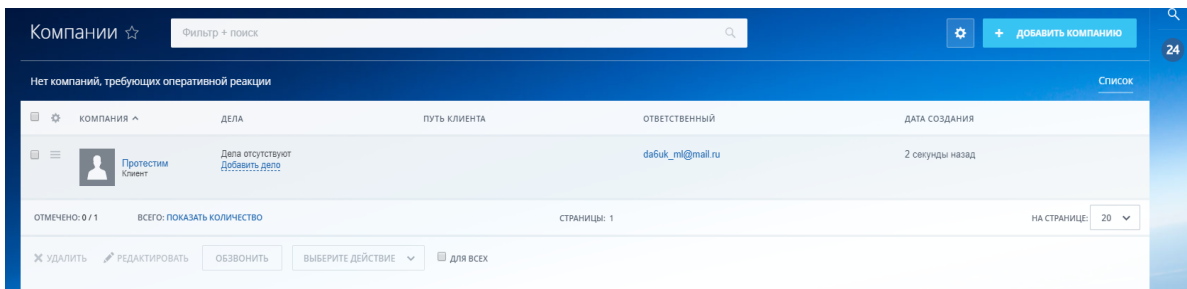 Компании
Фильтр + поиск
+ ДОБАВИТЬ КОМПАНИЮ
24
Нет компаний, требующих оперативной реакции
Список
КОМПАНИЯ ДЕЛА ПУТЬ КЛИЕНТА ОТВЕТСТВЕННЫЙ ДАТА СОЗДАНИЯ
Протестим
Клиент
Дела отсутствуют
Добавить дело
da6uk_ml@mail.ru
2 секунды назад
ОТМЕЧЕНО: 0 / 1 ВСЕГО: ПОКАЗАТЬ КОЛИЧЕСТВО СТРАНИЦЫ: 1 НА СТРАНИЦЕ: 20
УДАЛИТЬ РЕДАКТИРОВАТЬ ОБЗВОНИТЬ ВЫБЕРИТЕ ДЕЙСТВИЕ ДЛЯ ВСЕХ